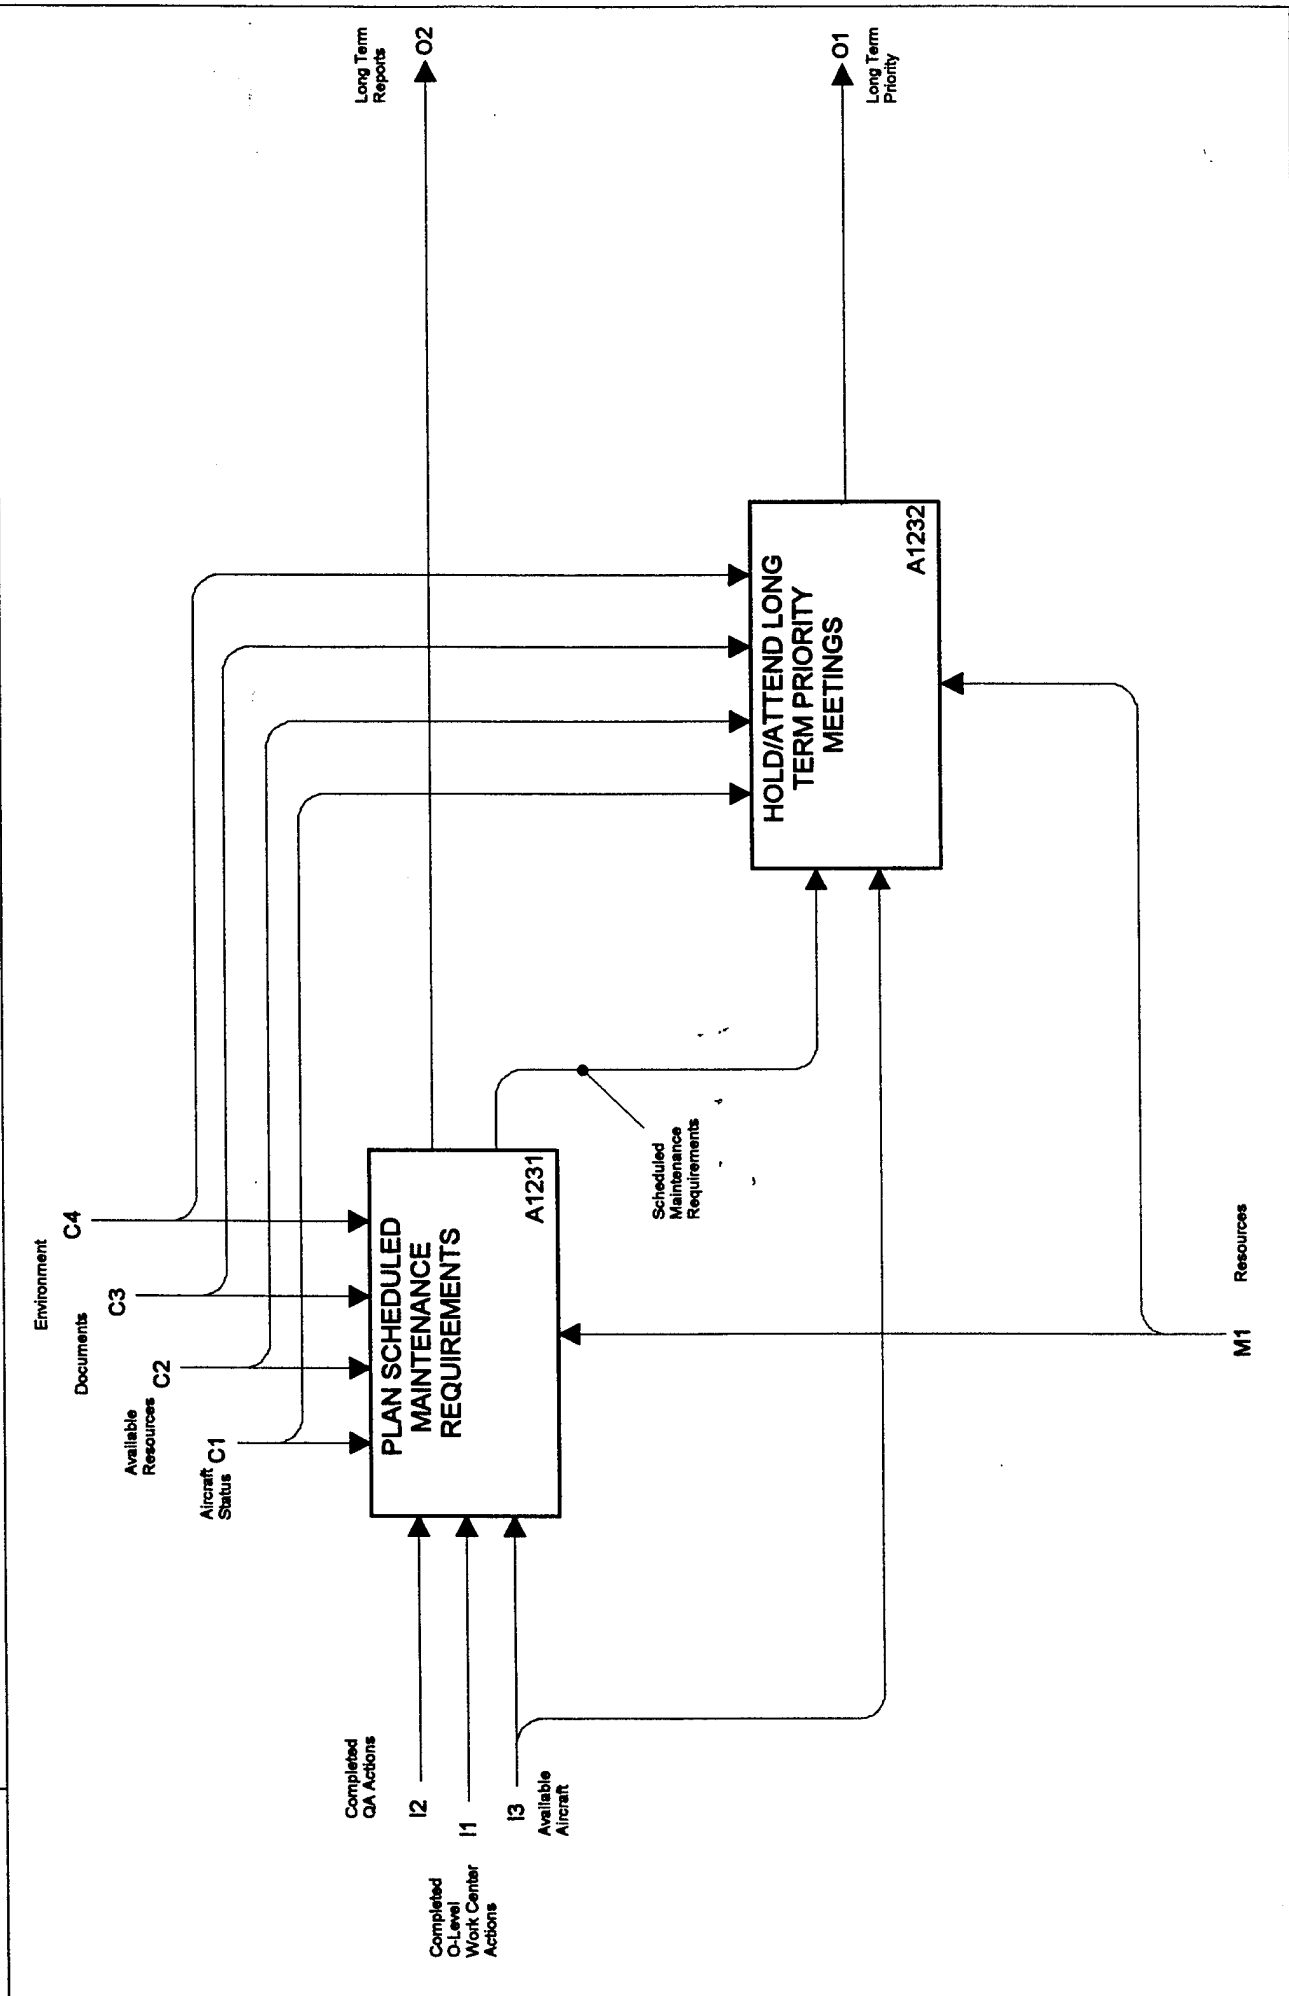 Environment
C4
C3
Documents
C2
Available
Resources
C1
Aircraft
Status
Completed
QA Actions
I2
I1
Completed
O-Level
Work Center
Actions
I3
Available
Aircraft
PLAN SCHEDULED
MAINTENANCE
REQUIREMENTS
A1231
Scheduled
Maintenance
Requirements
HOLD/ATTEND LONG
TERM PRIORITY
MEETINGS
A1232
Long Term
Reports
O2
O1
Long Term
Priority
M1
Resources